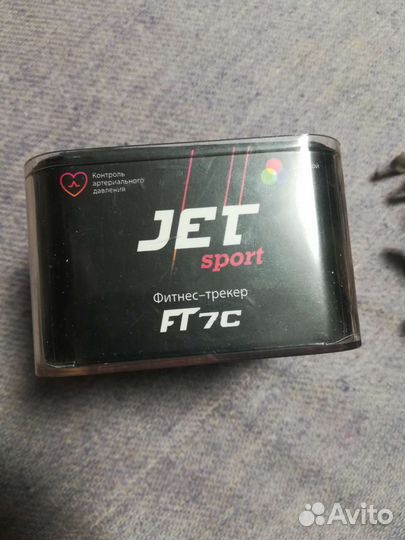 Контроль
артериального
давления
JET
sport
Фитнес-трекер
FT7C
Avito